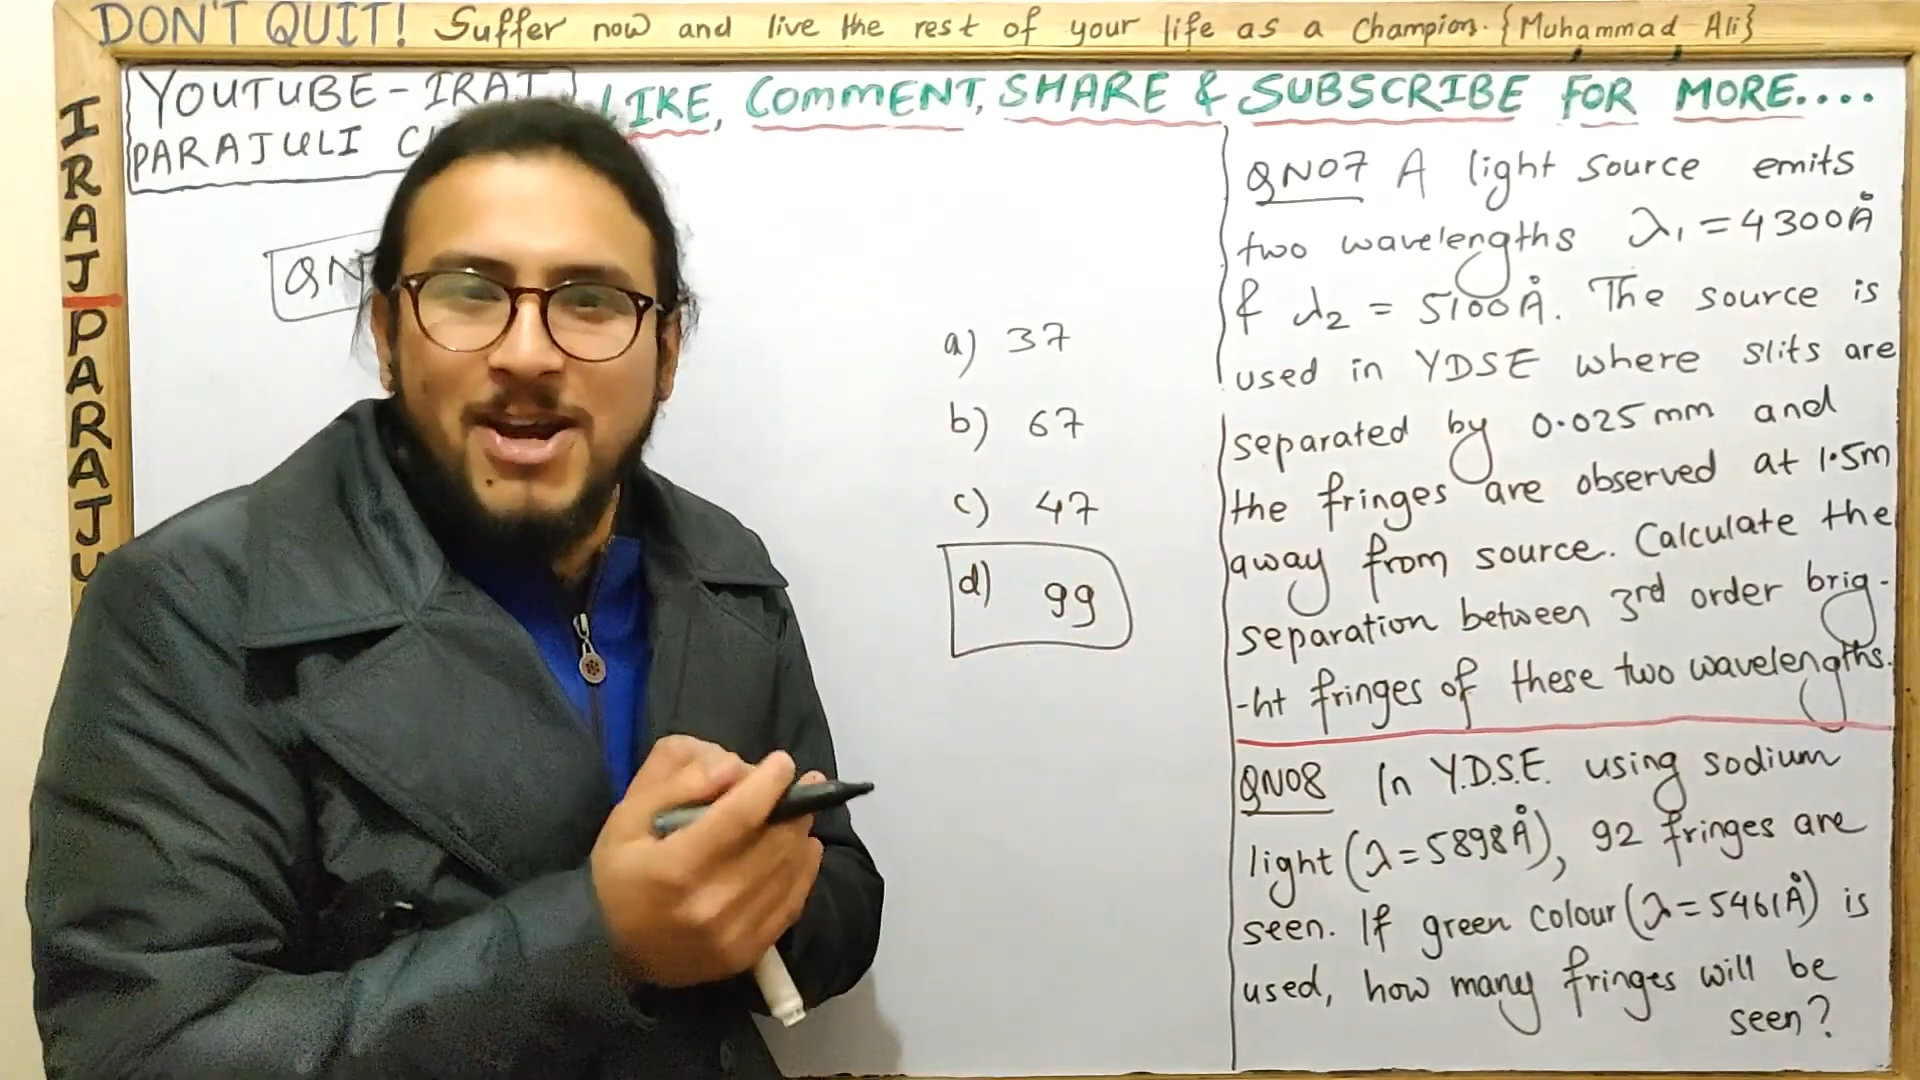 DON'T QUIT! Suffer now and live the rest of your life as a Champion. {Muhammad Ali}
IRAJ PARAJU
YOUTUBE - IRAJ
PARAJULI C
LIKE, COMMENT, SHARE & SUBSCRIBE FOR MORE....
QN
a) 37
b) 67
c) 47
d) 99
QN07 A light source emits
two wavelengths λ₁ = 4300Å
& λ₂ = 5100Å. The source is
used in YDSE where slits are
separated by 0.025 mm and
the fringes are observed at 1.5m
away from source. Calculate the
separation between 3rd order brig-
-ht fringes of these two wavelengths.
QN08 In Y.D.S.E. using sodium
light (λ=5898Å), 92 fringes are
seen. If green colour (λ=5461Å) is
used, how many fringes will be
seen?